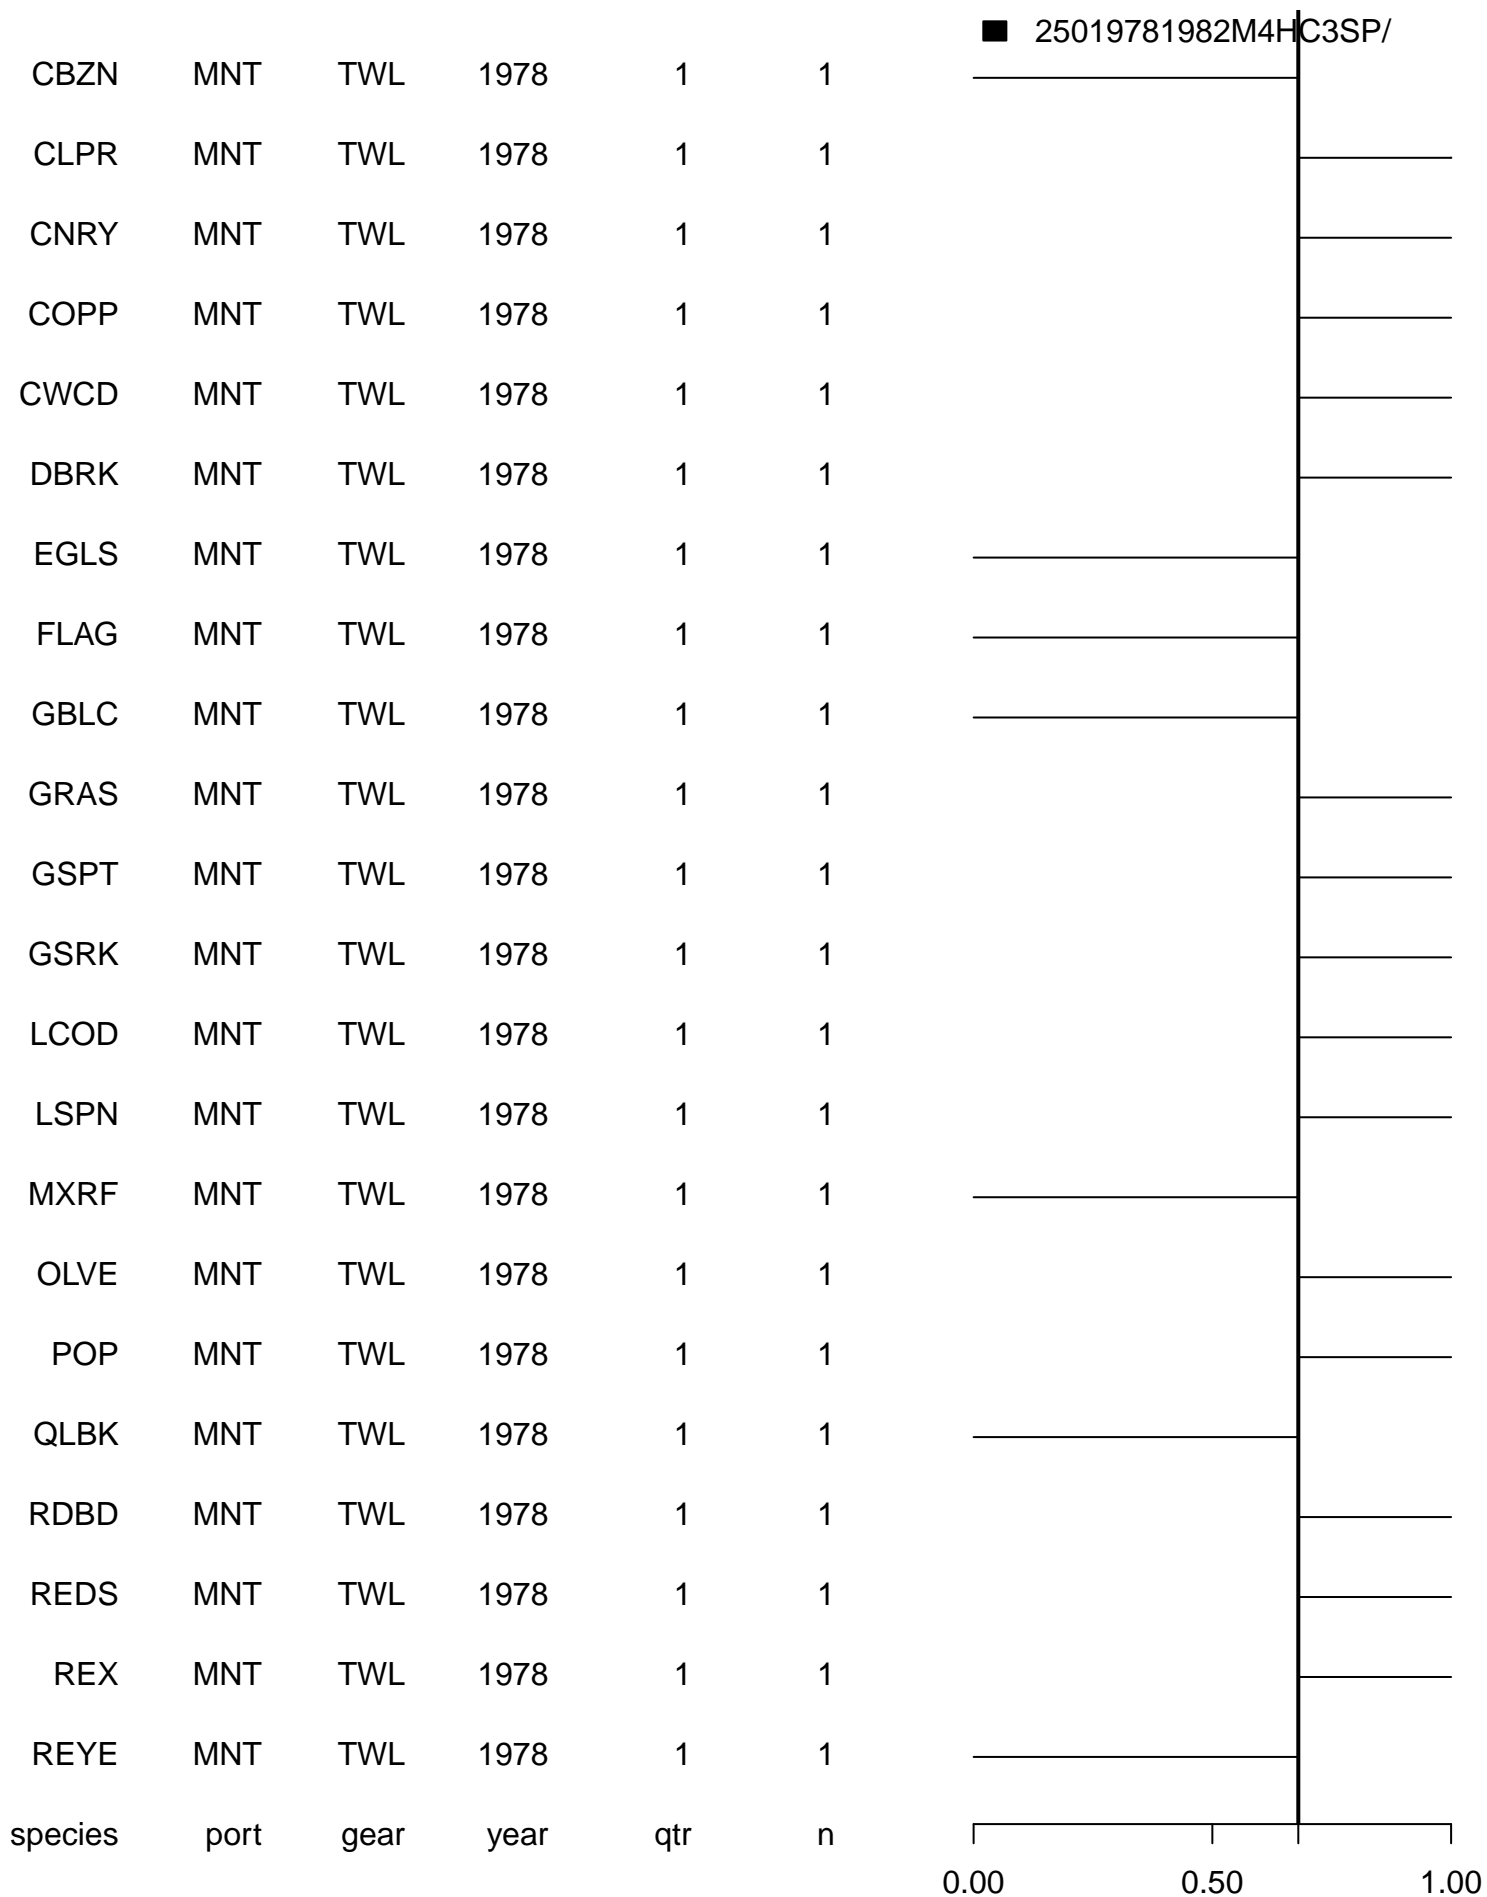 25019781982M4HC3SP/
CBZN MNT TWL 1978 1 1
CLPR MNT TWL 1978 1 1
CNRY MNT TWL 1978 1 1
COPP MNT TWL 1978 1 1
CWCD MNT TWL 1978 1 1
DBRK MNT TWL 1978 1 1
EGLS MNT TWL 1978 1 1
FLAG MNT TWL 1978 1 1
GBLC MNT TWL 1978 1 1
GRAS MNT TWL 1978 1 1
GSPT MNT TWL 1978 1 1
GSRK MNT TWL 1978 1 1
LCOD MNT TWL 1978 1 1
LSPN MNT TWL 1978 1 1
MXRF MNT TWL 1978 1 1
OLVE MNT TWL 1978 1 1
POP MNT TWL 1978 1 1
QLBK MNT TWL 1978 1 1
RDBD MNT TWL 1978 1 1
REDS MNT TWL 1978 1 1
REX MNT TWL 1978 1 1
REYE MNT TWL 1978 1 1
species port gear year qtr n
0.00 0.50 1.00